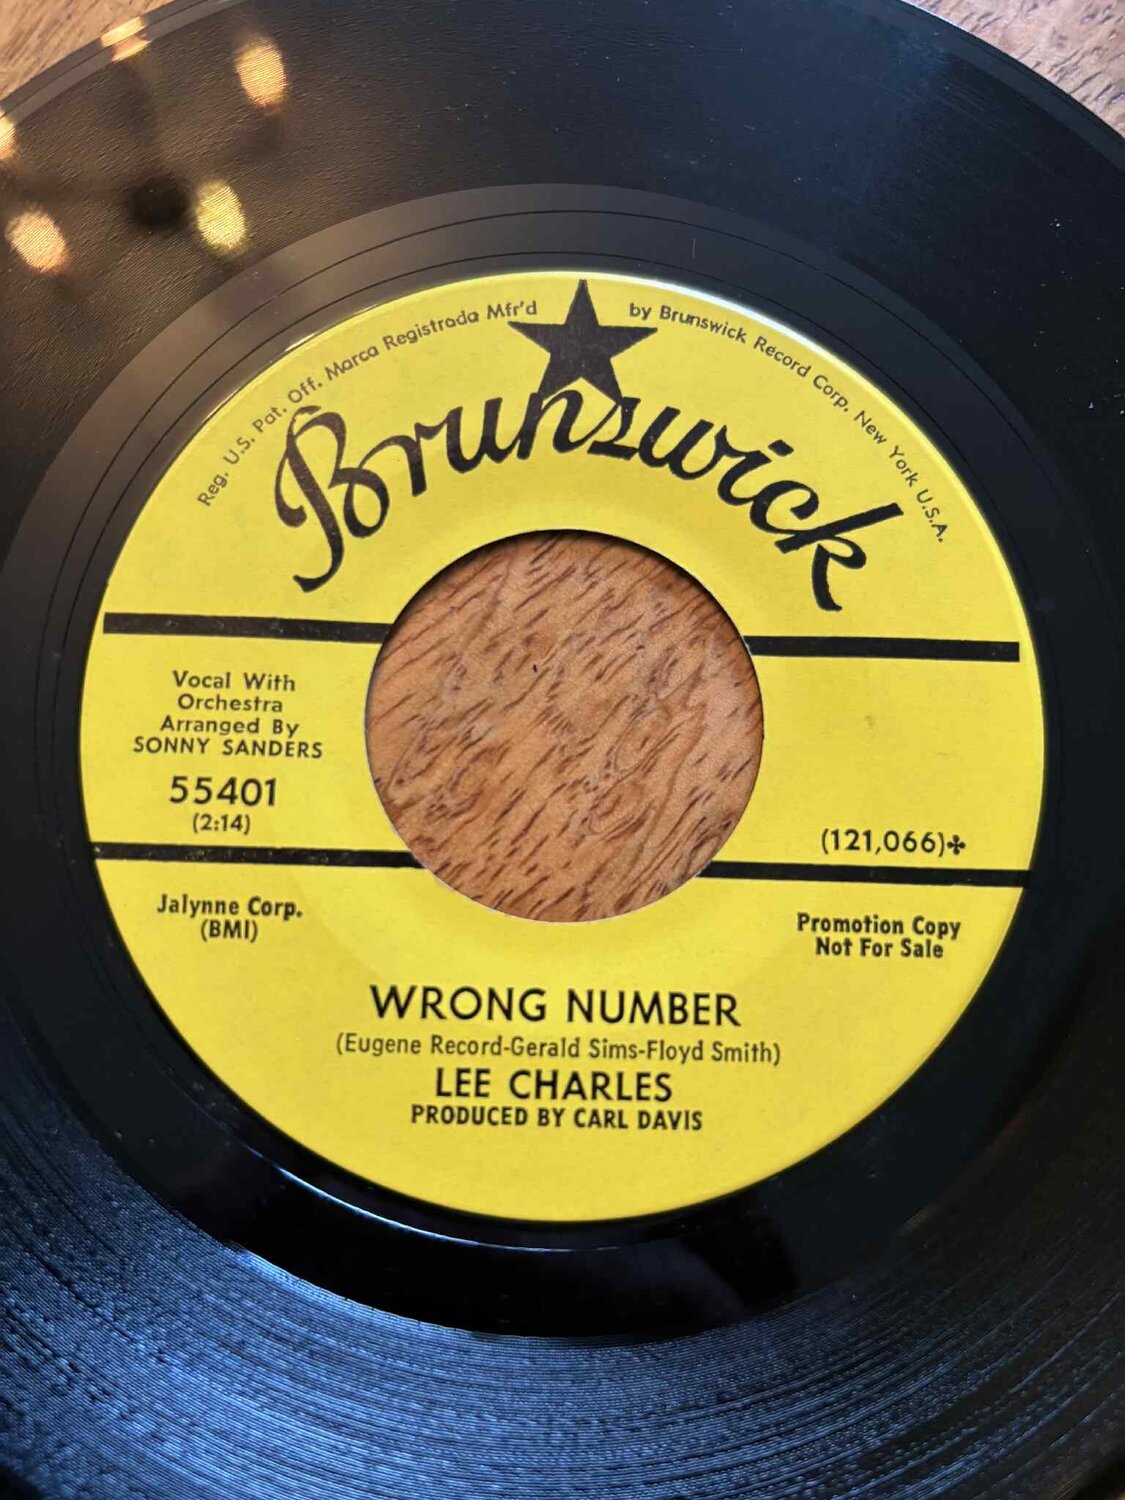 Reg. U.S. Pat. Off. Marca Registrada Mfr'd by Brunswick Record Corp. New York U.S.A.
Brunswick
Vocal With
Orchestra
Arranged By
SONNY SANDERS
55401
(2:14)
(121,066)✤
Jalynne Corp.
(BMI)
Promotion Copy
Not For Sale
WRONG NUMBER
(Eugene Record-Gerald Sims-Floyd Smith)
LEE CHARLES
PRODUCED BY CARL DAVIS